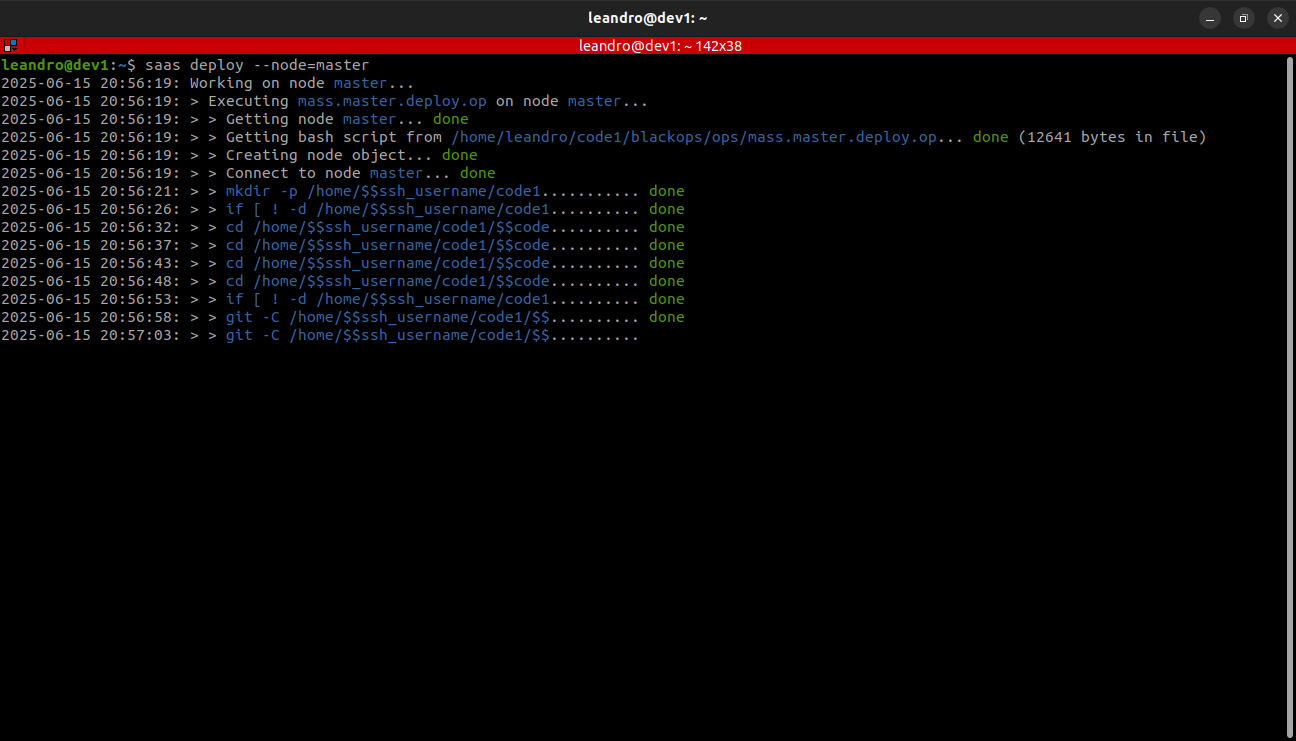 leandro@dev1: ~
leandro@dev1: ~ 142x38
leandro@dev1:~$ saas deploy --node=master
2025-06-15 20:56:19: Working on node master...
2025-06-15 20:56:19: > Executing mass.master.deploy.op on node master...
2025-06-15 20:56:19: > > Getting node master... done
2025-06-15 20:56:19: > > Getting bash script from /home/leandro/code1/blackops/ops/mass.master.deploy.op... done (12641 bytes in file)
2025-06-15 20:56:19: > > Creating node object... done
2025-06-15 20:56:19: > > Connect to node master... done
2025-06-15 20:56:21: > > mkdir -p /home/$$ssh_username/code1........... done
2025-06-15 20:56:26: > > if [ ! -d /home/$$ssh_username/code1.......... done
2025-06-15 20:56:32: > > cd /home/$$ssh_username/code1/$$code.......... done
2025-06-15 20:56:37: > > cd /home/$$ssh_username/code1/$$code.......... done
2025-06-15 20:56:43: > > cd /home/$$ssh_username/code1/$$code.......... done
2025-06-15 20:56:48: > > cd /home/$$ssh_username/code1/$$code.......... done
2025-06-15 20:56:53: > > if [ ! -d /home/$$ssh_username/code1.......... done
2025-06-15 20:56:58: > > git -C /home/$$ssh_username/code1/$$.......... done
2025-06-15 20:57:03: > > git -C /home/$$ssh_username/code1/$$..........